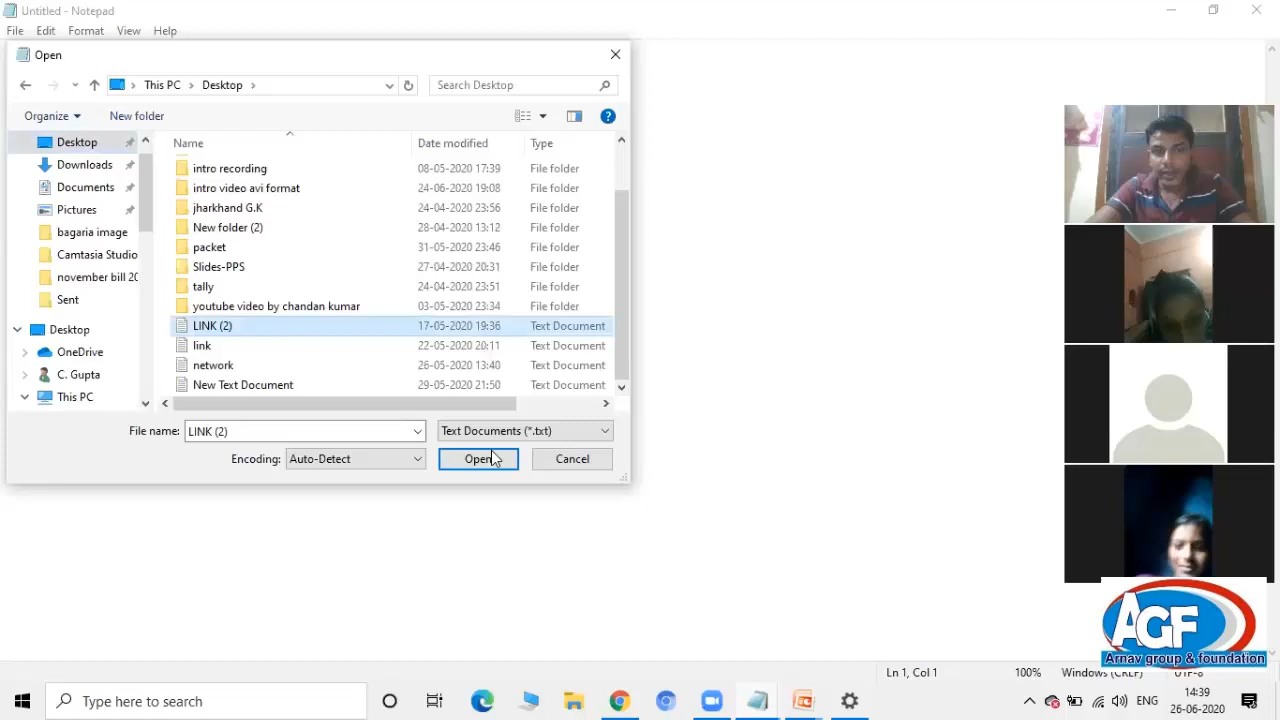 Untitled - Notepad
File Edit Format View Help
Open
This PC Desktop
Search Desktop
Organize New folder
Name Date modified Type
Desktop
Downloads
Documents
Pictures
bagaria image
Camtasia Studio
november bill 20
Sent
Desktop
OneDrive
C. Gupta
This PC
intro recording 08-05-2020 17:39 File folder
intro video avi format 24-06-2020 19:08 File folder
jharkhand G.K 24-04-2020 23:56 File folder
New folder (2) 28-04-2020 13:12 File folder
packet 31-05-2020 23:46 File folder
Slides-PPS 27-04-2020 20:31 File folder
tally 24-04-2020 23:51 File folder
youtube video by chandan kumar 03-05-2020 23:34 File folder
LINK (2) 17-05-2020 19:36 Text Document
link 22-05-2020 20:11 Text Document
network 26-05-2020 13:40 Text Document
New Text Document 29-05-2020 21:50 Text Document
File name: LINK (2) Text Documents (*.txt)
Encoding: Auto-Detect Open Cancel
AGF
Arnav group & foundation
Ln 1, Col 1 100% Windows (CRLF) UTF-8
Type here to search
ENG
14:39
26-06-2020